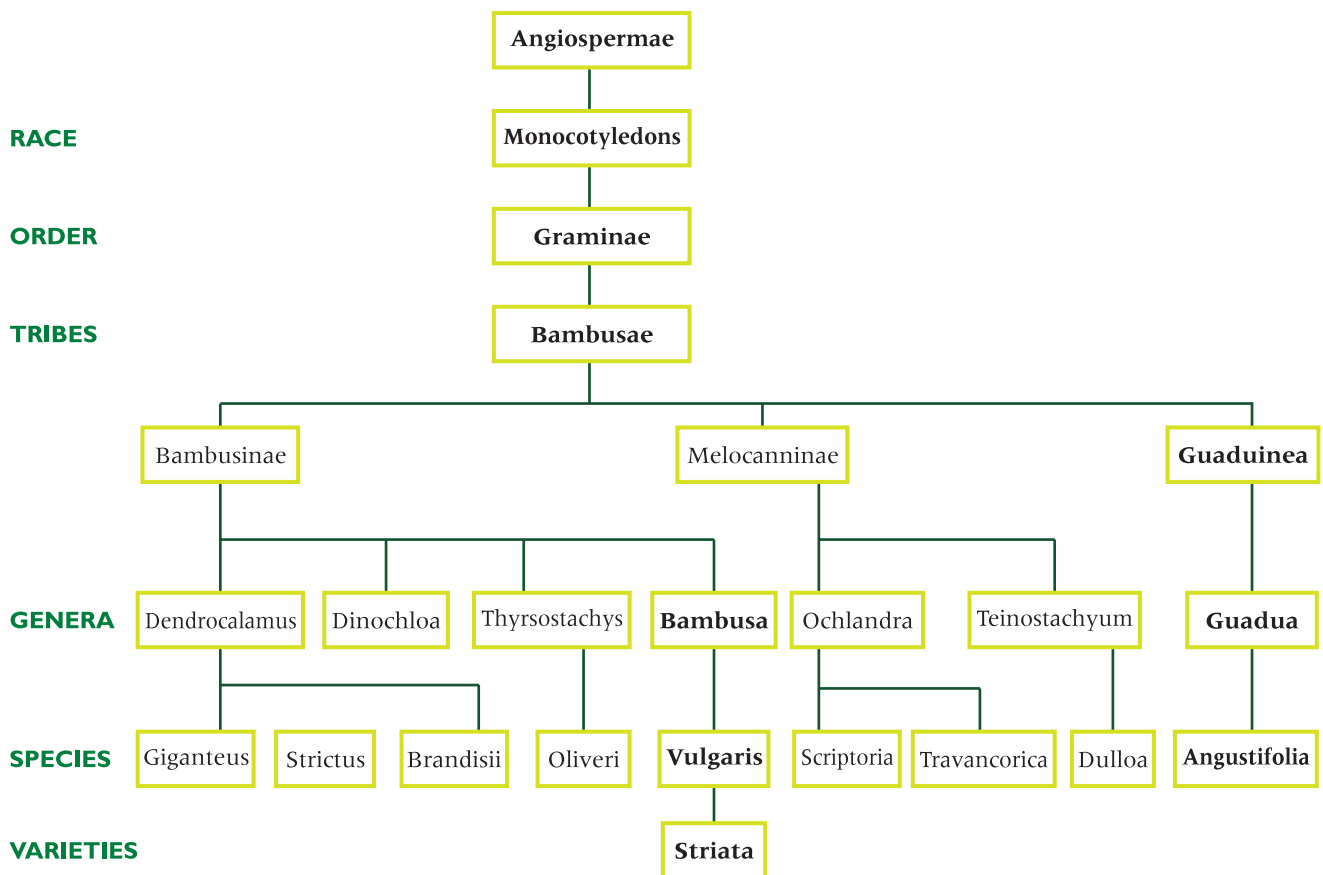 Angiospermae
RACE
Monocotyledons
ORDER
Graminae
TRIBES
Bambusae
Bambusinae
Melocanninae
Guaduinea
GENERA
Dendrocalamus
Dinochloa
Thyrsostachys
Bambusa
Ochlandra
Teinostachyum
Guadua
SPECIES
Giganteus
Strictus
Brandisii
Oliveri
Vulgaris
Scriptoria
Travancorica
Dulloa
Angustifolia
VARIETIES
Striata